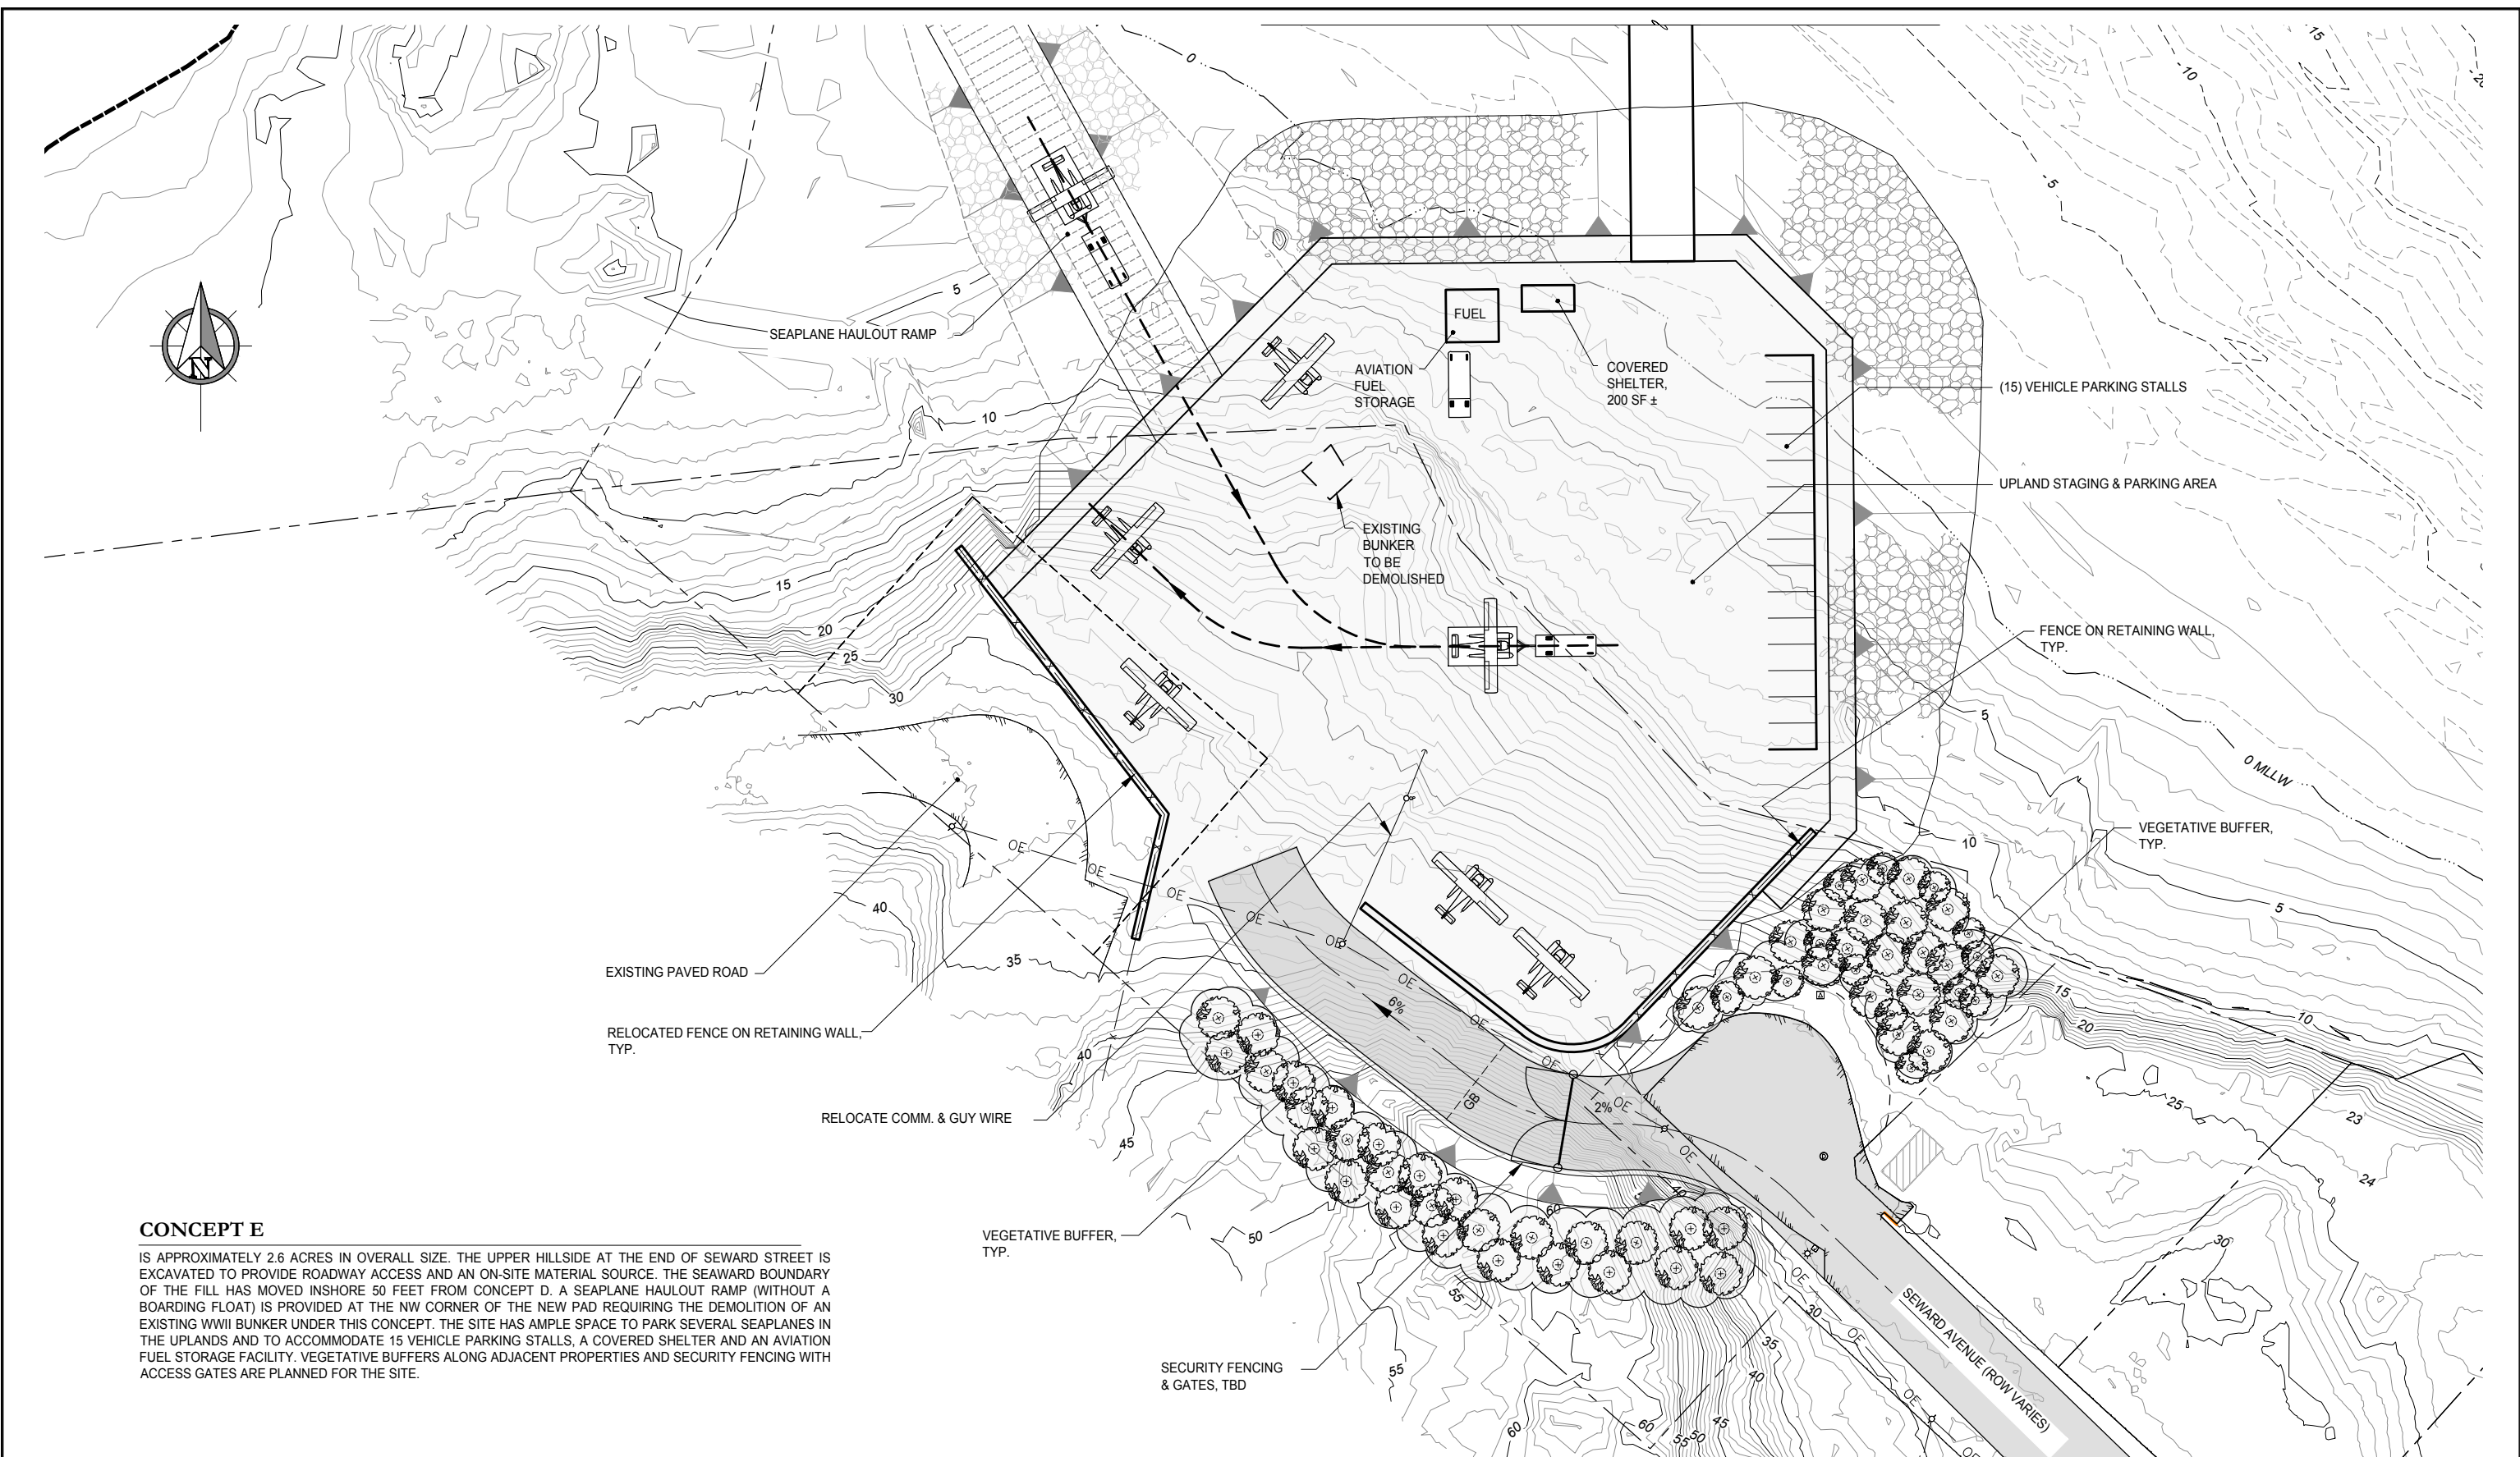 0
15
-10
-20
-5
5
SEAPLANE HAULOUT RAMP
N
FUEL
AVIATION
FUEL
STORAGE
COVERED
SHELTER,
200 SF ±
(15) VEHICLE PARKING STALLS
10
UPLAND STAGING & PARKING AREA
EXISTING
BUNKER
TO BE
DEMOLISHED
15
20
25
30
FENCE ON RETAINING WALL,
TYP.
5
0 MLLW
VEGETATIVE BUFFER,
TYP.
10
OE
OE
OE
OE
OE
40
35
5
EXISTING PAVED ROAD
OE
6%
OE
15
20
10
RELOCATED FENCE ON RETAINING WALL,
TYP.
40
OE
GB
2%
OE
25
23
RELOCATE COMM. & GUY WIRE
45
OE
24
40
60
50
VEGETATIVE BUFFER,
TYP.
30
OE
55
30
OE
35
SECURITY FENCING
& GATES, TBD
55
40
OE
SEWARD AVENUE (ROW VARIES)
45
60
60
55
50
OE
CONCEPT E
IS APPROXIMATELY 2.6 ACRES IN OVERALL SIZE. THE UPPER HILLSIDE AT THE END OF SEWARD STREET IS
EXCAVATED TO PROVIDE ROADWAY ACCESS AND AN ON-SITE MATERIAL SOURCE. THE SEAWARD BOUNDARY
OF THE FILL HAS MOVED INSHORE 50 FEET FROM CONCEPT D. A SEAPLANE HAULOUT RAMP (WITHOUT A
BOARDING FLOAT) IS PROVIDED AT THE NW CORNER OF THE NEW PAD REQUIRING THE DEMOLITION OF AN
EXISTING WWII BUNKER UNDER THIS CONCEPT. THE SITE HAS AMPLE SPACE TO PARK SEVERAL SEAPLANES IN
THE UPLANDS AND TO ACCOMMODATE 15 VEHICLE PARKING STALLS, A COVERED SHELTER AND AN AVIATION
FUEL STORAGE FACILITY. VEGETATIVE BUFFERS ALONG ADJACENT PROPERTIES AND SECURITY FENCING WITH
ACCESS GATES ARE PLANNED FOR THE SITE.